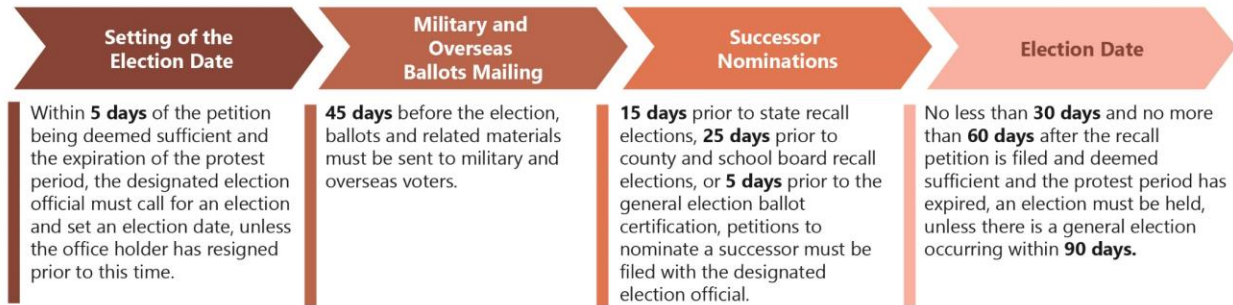 Setting of the
Election Date
Within 5 days of the petition
being deemed sufficient and
the expiration of the protest
period, the designated election
official must call for an election
and set an election date, unless
the office holder has resigned
prior to this time.
Military and
Overseas
Ballots Mailing
45 days before the election,
ballots and related materials
must be sent to military and
overseas voters.
Successor
Nominations
15 days prior to state recall
elections, 25 days prior to
county and school board recall
elections, or 5 days prior to the
general election ballot
certification, petitions to
nominate a successor must be
filed with the designated
election official.
Election Date
No less than 30 days and no more
than 60 days after the recall
petition is filed and deemed
sufficient and the protest period has
expired, an election must be held,
unless there is a general election
occurring within 90 days.